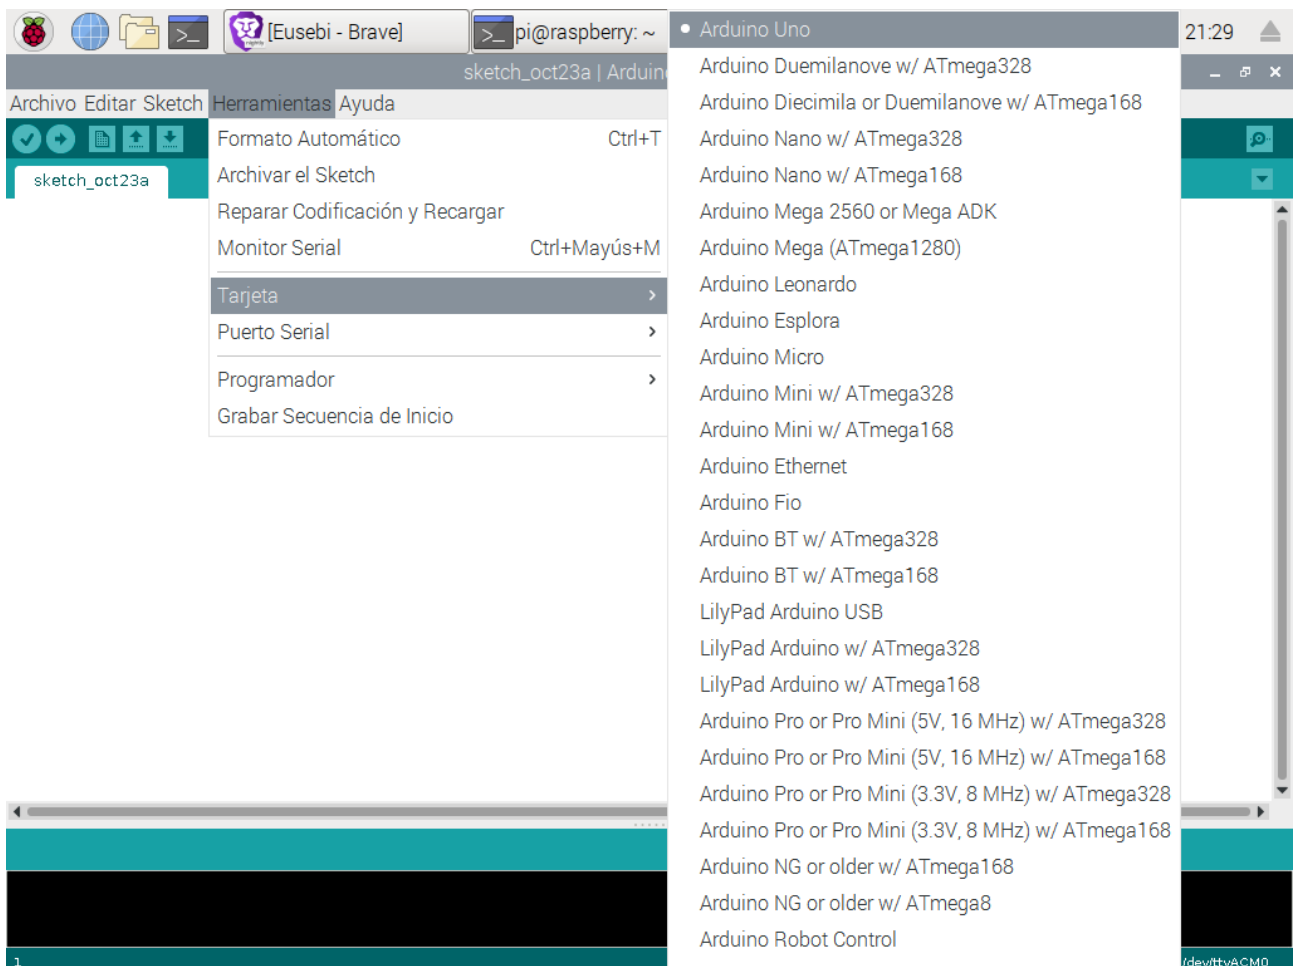 [Eusebi - Brave]
pi@raspberry: ~
21:29
sketch_oct23a | Arduin
Archivo Editar Sketch Herramientas Ayuda
sketch_oct23a
Formato Automático Ctrl+T
Archivar el Sketch
Reparar Codificación y Recargar
Monitor Serial Ctrl+Mayús+M
Tarjeta
Puerto Serial
Programador
Grabar Secuencia de Inicio
Arduino Uno
Arduino Duemilanove w/ ATmega328
Arduino Diecimila or Duemilanove w/ ATmega168
Arduino Nano w/ ATmega328
Arduino Nano w/ ATmega168
Arduino Mega 2560 or Mega ADK
Arduino Mega (ATmega1280)
Arduino Leonardo
Arduino Esplora
Arduino Micro
Arduino Mini w/ ATmega328
Arduino Mini w/ ATmega168
Arduino Ethernet
Arduino Fio
Arduino BT w/ ATmega328
Arduino BT w/ ATmega168
LilyPad Arduino USB
LilyPad Arduino w/ ATmega328
LilyPad Arduino w/ ATmega168
Arduino Pro or Pro Mini (5V, 16 MHz) w/ ATmega328
Arduino Pro or Pro Mini (5V, 16 MHz) w/ ATmega168
Arduino Pro or Pro Mini (3.3V, 8 MHz) w/ ATmega328
Arduino Pro or Pro Mini (3.3V, 8 MHz) w/ ATmega168
Arduino NG or older w/ ATmega168
Arduino NG or older w/ ATmega8
Arduino Robot Control
1
/dev/ttyACM0